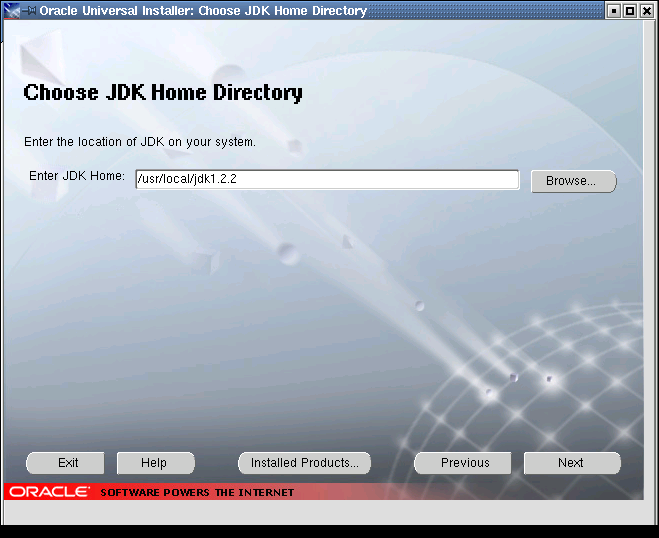 Oracle Universal Installer: Choose JDK Home Directory
Choose JDK Home Directory
Enter the location of JDK on your system.
Enter JDK Home: /usr/local/jdk1.2.2 Browse...
Exit Help Installed Products... Previous Next
ORACLE SOFTWARE POWERS THE INTERNET